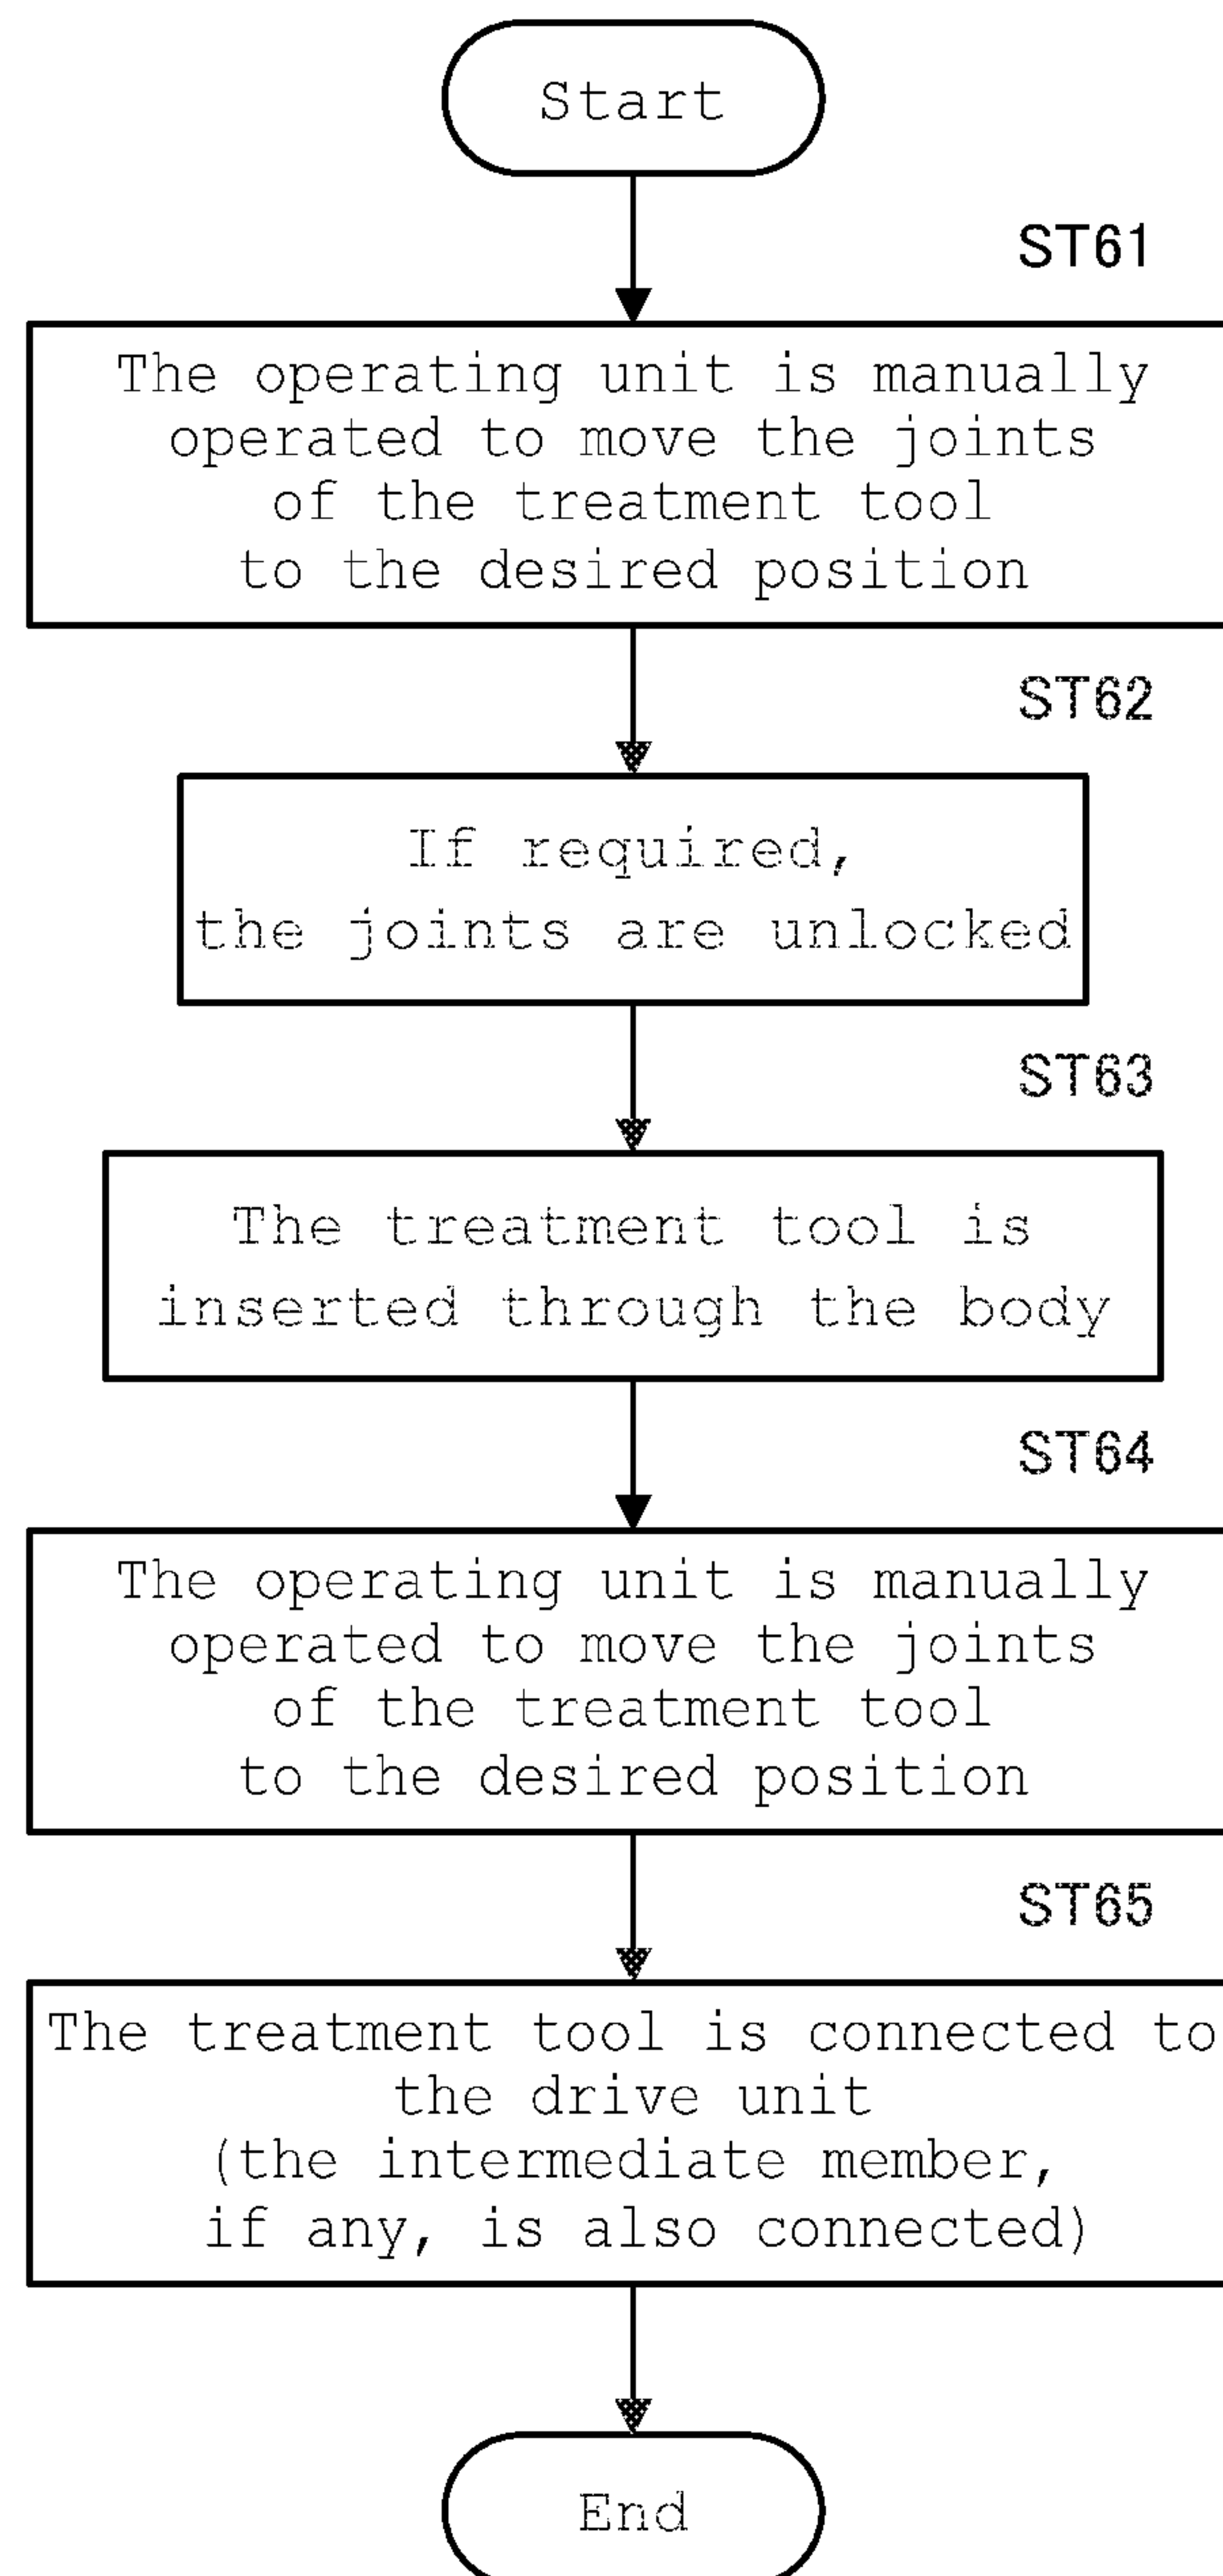 Start
ST61
The operating unit is manually
operated to move the joints
of the treatment tool
to the desired position
ST62
If required,
the joints are unlocked
ST63
The treatment tool is
inserted through the body
ST64
The operating unit is manually
operated to move the joints
of the treatment tool
to the desired position
ST65
The treatment tool is connected to
the drive unit
(the intermediate member,
if any, is also connected)
End